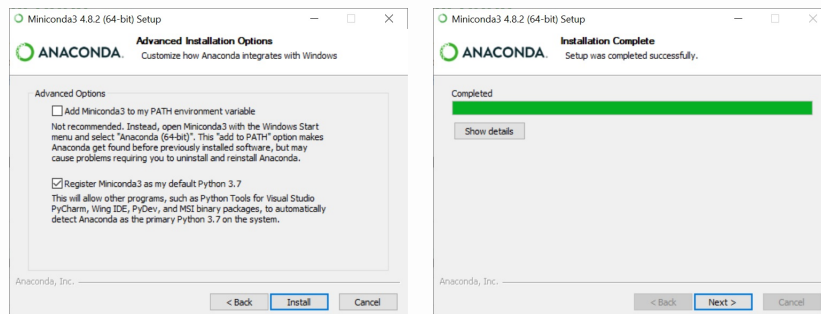 Miniconda3 4.8.2 (64-bit) Setup
ANACONDA.
Advanced Installation Options
Customize how Anaconda integrates with Windows
Advanced Options
Add Miniconda3 to my PATH environment variable
Not recommended. Instead, open Miniconda3 with the Windows Start
menu and select "Anaconda (64-bit)". This "add to PATH" option makes
Anaconda get found before previously installed software, but may
cause problems requiring you to uninstall and reinstall Anaconda.
Register Miniconda3 as my default Python 3.7
This will allow other programs, such as Python Tools for Visual Studio
PyCharm, Wing IDE, PyDev, and MSI binary packages, to automatically
detect Anaconda as the primary Python 3.7 on the system.
Anaconda, Inc.
< Back
Install
Cancel
Miniconda3 4.8.2 (64-bit) Setup
ANACONDA.
Installation Complete
Setup was completed successfully.
Completed
Show details
Anaconda, Inc.
< Back
Next >
Cancel